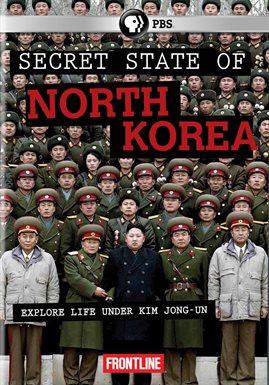 PBS
SECRET STATE OF
NORTH
KOREA
EXPLORE LIFE UNDER KIM JONG-UN
FRONTLINE